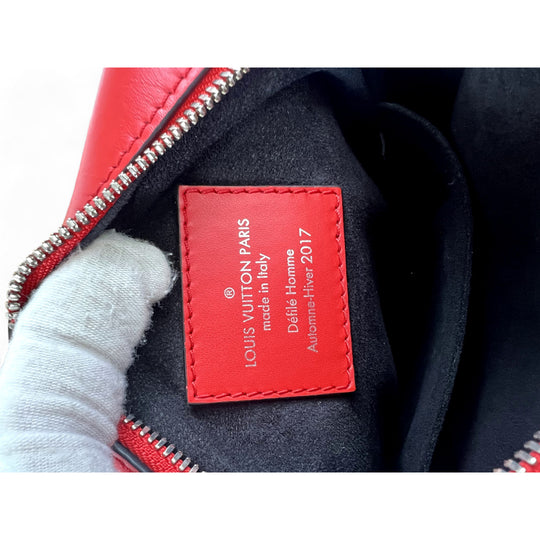 ®
LOUIS VUITTON PARIS
made in Italy
Défilé Homme
Automne-Hiver 2017